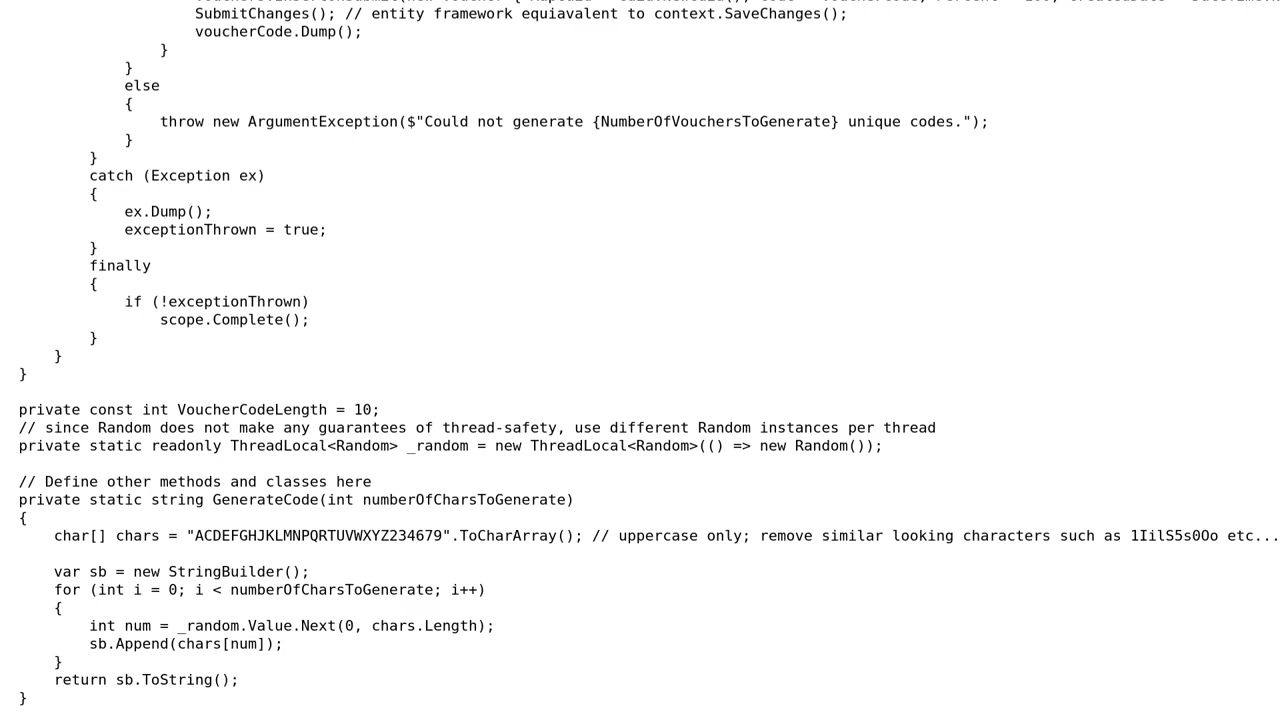 SubmitChanges(); // entity framework equiavalent to context.SaveChanges();
voucherCode.Dump();
}
}
else
{
throw new ArgumentException($"Could not generate {NumberOfVouchersToGenerate} unique codes.");
}
}
catch (Exception ex)
{
ex.Dump();
exceptionThrown = true;
}
finally
{
if (!exceptionThrown)
scope.Complete();
}
}
}
private const int VoucherCodeLength = 10;
// since Random does not make any guarantees of thread-safety, use different Random instances per thread
private static readonly ThreadLocal<Random> _random = new ThreadLocal<Random>(() => new Random());
// Define other methods and classes here
private static string GenerateCode(int numberOfCharsToGenerate)
{
char[] chars = "ACDEFGHJKLMNPQRTUVWXYZ234679".ToCharArray(); // uppercase only; remove similar looking characters such as 1IilS5s0Oo etc...
var sb = new StringBuilder();
for (int i = 0; i < numberOfCharsToGenerate; i++)
{
int num = _random.Value.Next(0, chars.Length);
sb.Append(chars[num]);
}
return sb.ToString();
}